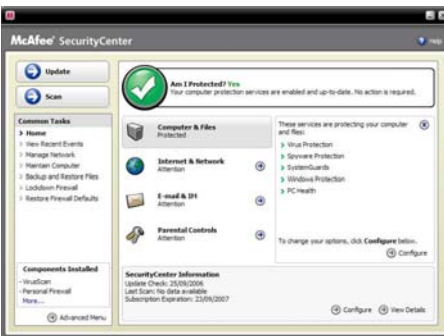 McAfee SecurityCenter
Help
Update
Scan
Am I Protected? Yes
Your computer protection services are enabled and up-to-date. No action is required.
Common Tasks
Home
View Recent Events
Manage Network
Maintain Computer
Backup and Restore Files
Lockdown Firewall
Restore Firewall Defaults
Components Installed
- VirusScan
- Personal Firewall
More...
Advanced Menu
Computer & Files
Protected
Internet & Network
Attention
E-mail & IM
Attention
Parental Controls
Attention
These services are protecting your computer
and files:
Virus Protection
Spyware Protection
SystemGuards
Windows Protection
PC Health
To change your options, click Configure below.
Configure
SecurityCenter Information
Update Check: 25/09/2006
Last Scan: No data available
Subscription Expiration: 23/09/2007
Configure
View Details